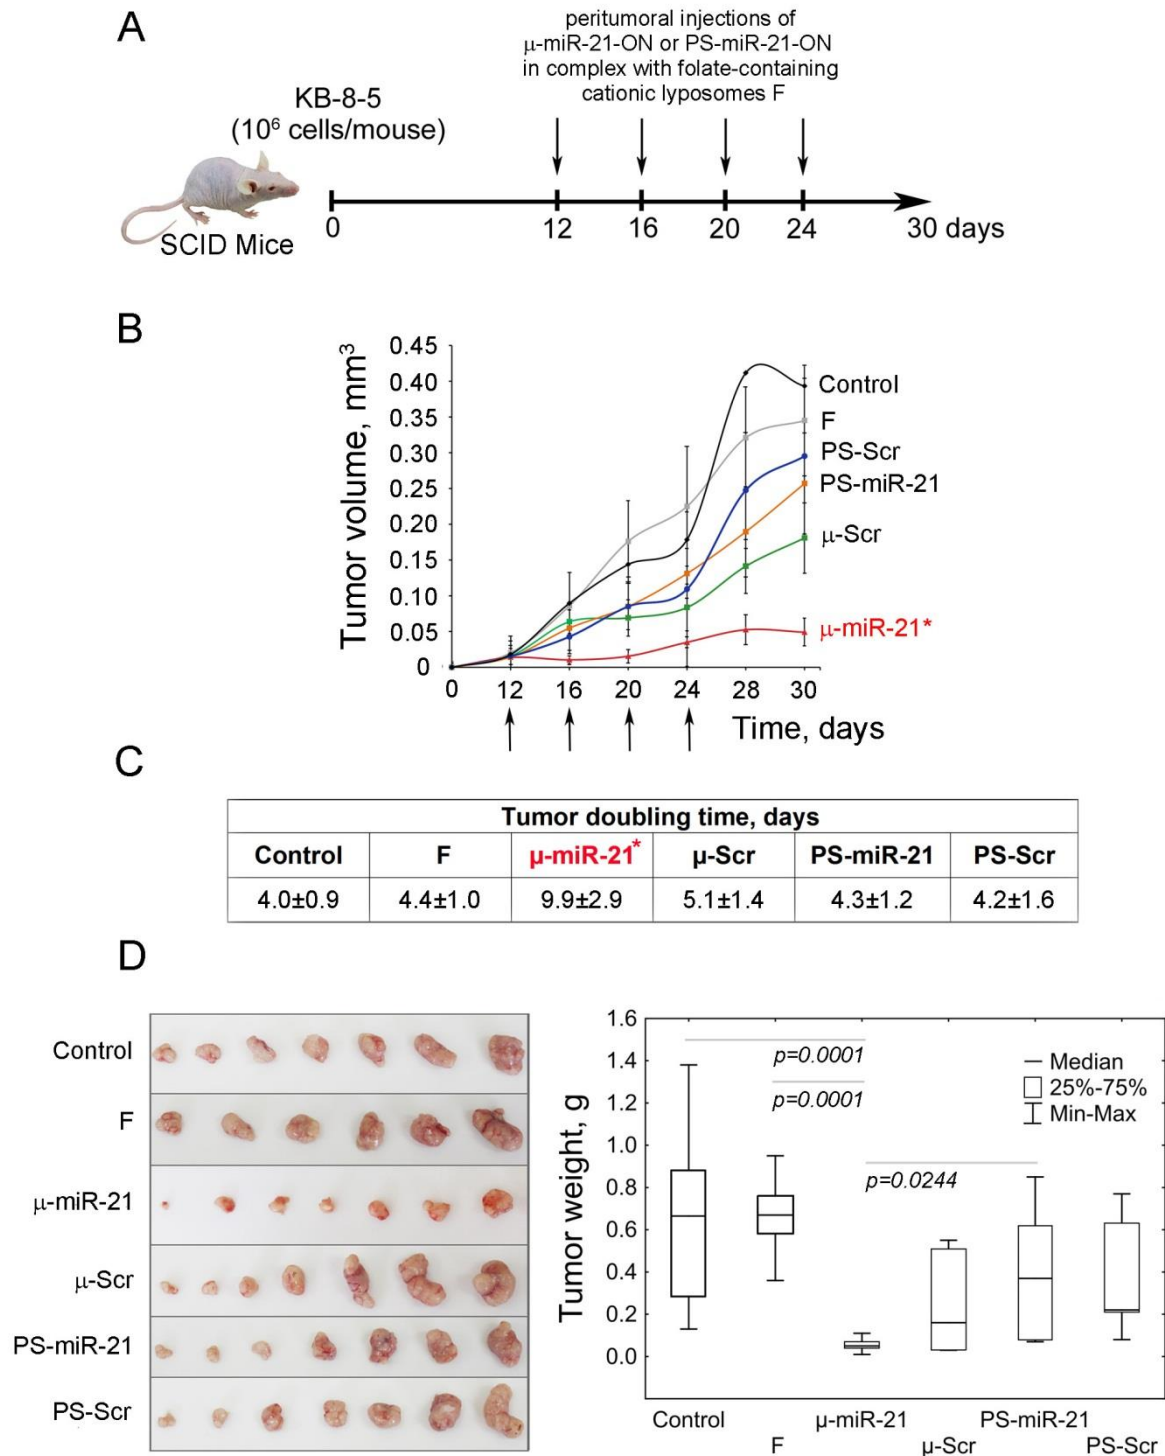 A
peritumoral injections of
μ-miR-21-ON or PS-miR-21-ON
in complex with folate-containing
cationic lyposomes F
KB-8-5
(10⁶ cells/mouse)
SCID Mice
0 12 16 20 24 30 days
B
Tumor volume, mm³
0.45
0.40
0.35
0.30
0.25
0.20
0.15
0.10
0.05
0
Control
F
PS-Scr
PS-miR-21
μ-Scr
μ-miR-21*
0 12 16 20 24 28 30
Time, days
C
Tumor doubling time, days
Control F μ-miR-21* μ-Scr PS-miR-21 PS-Scr
4.0±0.9 4.4±1.0 9.9±2.9 5.1±1.4 4.3±1.2 4.2±1.6
D
Control
F
μ-miR-21
μ-Scr
PS-miR-21
PS-Scr
Tumor weight, g
1.6
1.4
1.2
1.0
0.8
0.6
0.4
0.2
0.0
p=0.0001
p=0.0001
p=0.0244
Median
25%-75%
Min-Max
Control μ-miR-21 PS-miR-21
F μ-Scr PS-Scr